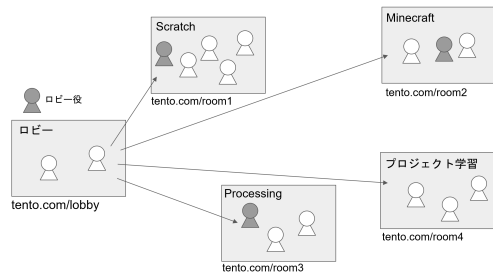 Scratch
tento.com/room1
Minecraft
tento.com/room2
ロビー役
ロビー
tento.com/lobby
Processing
tento.com/room3
プロジェクト学習
tento.com/room4